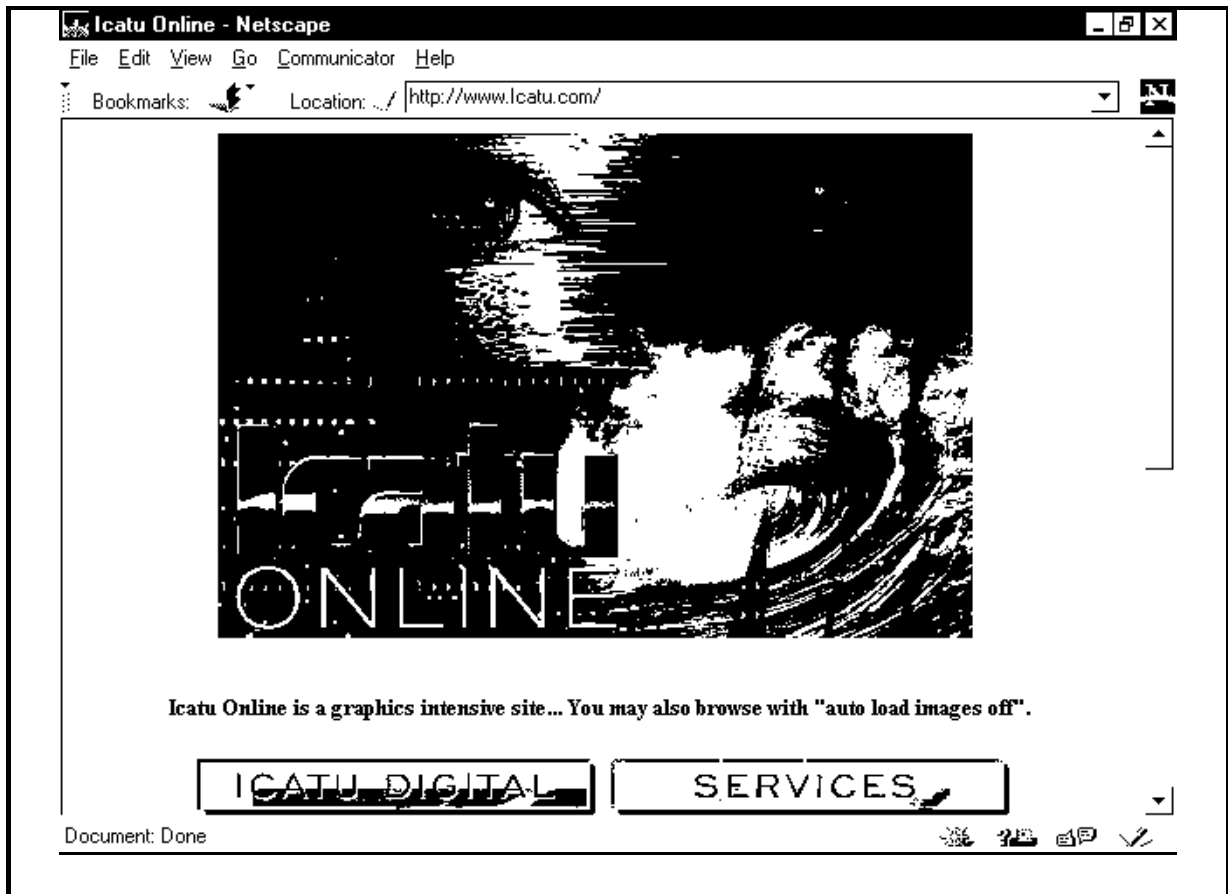 Icatu Online - Netscape
File Edit View Go Communicator Help
Bookmarks: Location: http://www.Icatu.com/
N
Icatu
ONLINE
Icatu Online is a graphics intensive site... You may also browse with "auto load images off".
ICATU DIGITAL SERVICES
Document: Done